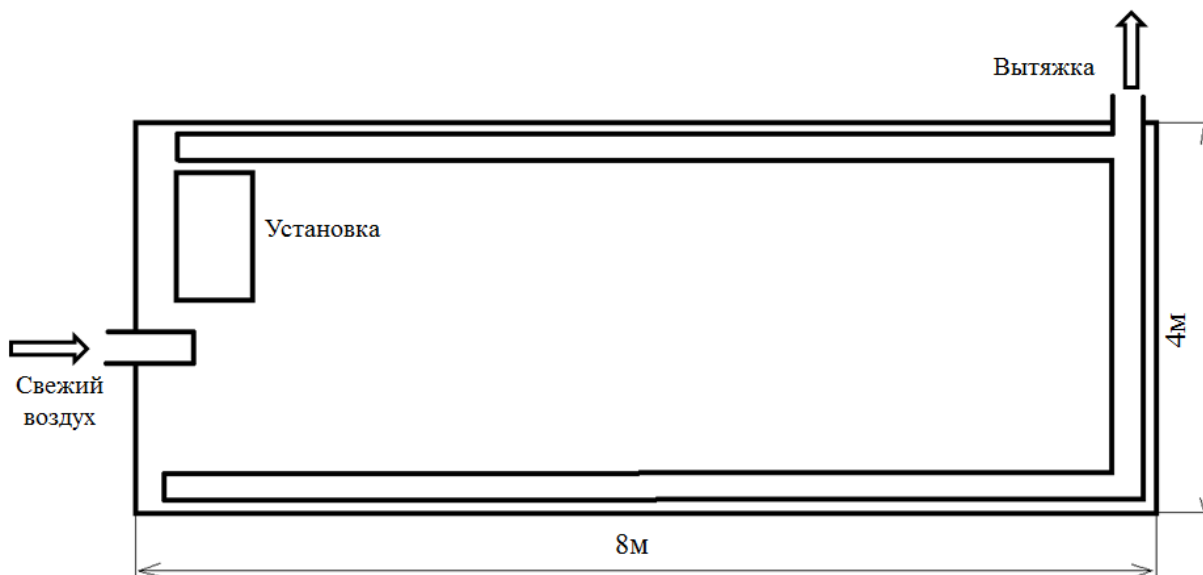 Вытяжка
Установка
Свежий
воздух
4м
8м